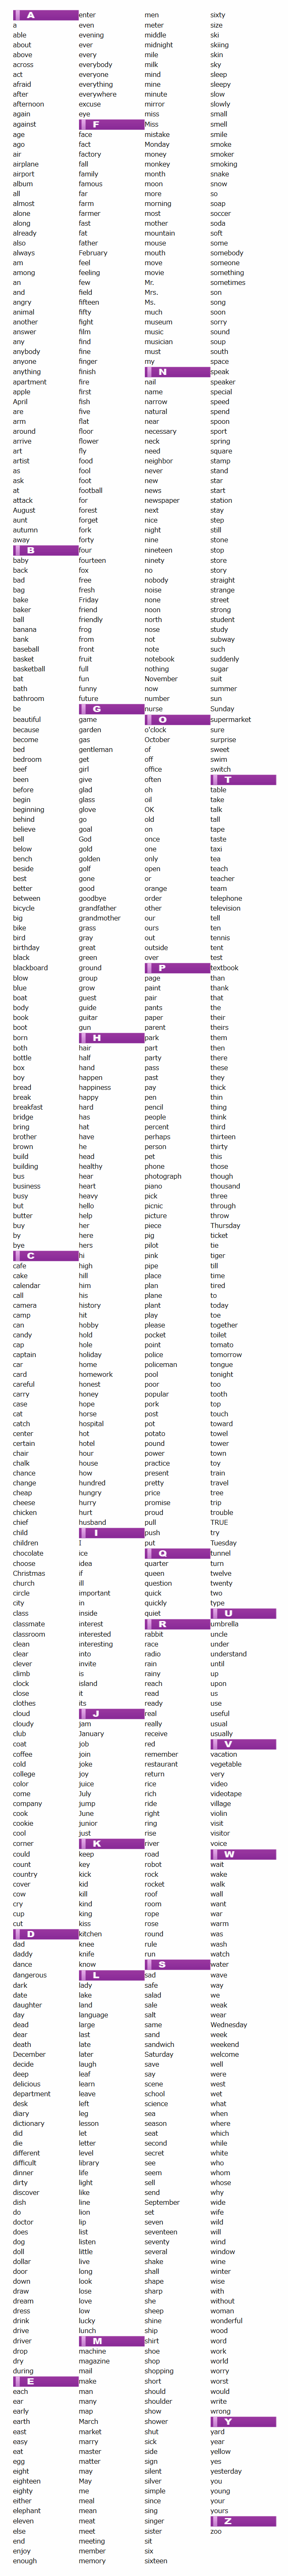 A
a
able
about
above
across
act
afraid
after
afternoon
again
against
age
ago
air
airplane
airport
album
all
almost
alone
along
already
also
always
am
among
an
and
angry
animal
another
answer
any
anybody
anyone
anything
apartment
apple
April
are
arm
around
arrive
art
artist
as
ask
at
attack
August
aunt
autumn
away
B
baby
back
bad
bag
bake
baker
ball
banana
bank
baseball
basket
basketball
bat
bath
bathroom
be
beautiful
because
become
bed
bedroom
beef
been
before
begin
beginning
behind
believe
bell
below
bench
beside
best
better
between
bicycle
big
bike
bird
birthday
black
blackboard
blow
blue
boat
body
book
boot
born
both
bottle
box
boy
bread
break
breakfast
bridge
bring
brother
brown
build
building
bus
business
busy
but
butter
buy
by
bye
C
cafe
cake
calendar
call
camera
camp
can
candy
cap
captain
car
card
careful
carry
case
cat
catch
center
certain
chair
chalk
chance
change
cheap
cheese
chicken
chief
child
children
chocolate
choose
Christmas
church
circle
city
class
classmate
classroom
clean
clear
clever
climb
clock
close
clothes
cloud
cloudy
club
coat
coffee
cold
college
color
come
company
cook
cookie
cool
corner
could
count
country
cover
cow
cry
cup
cut
D
dad
daddy
dance
dangerous
dark
date
daughter
day
dead
dear
death
December
decide
deep
delicious
department
desk
diary
dictionary
did
die
different
difficult
dinner
dirty
discover
dish
do
doctor
does
dog
doll
dollar
door
down
draw
dream
dress
drink
drive
driver
drop
dry
during
E
each
ear
early
earth
east
easy
eat
egg
eight
eighteen
eighty
either
elephant
eleven
else
end
enjoy
enough
enter
even
evening
ever
every
everybody
everyone
everything
everywhere
excuse
eye
F
face
fact
factory
fall
family
famous
far
farm
farmer
fast
fat
father
February
feel
feeling
few
field
fifteen
fifty
fight
film
find
fine
finger
finish
fire
first
fish
five
flat
floor
flower
fly
food
fool
foot
football
for
forest
forget
fork
forty
four
fourteen
fox
free
fresh
Friday
friend
friendly
frog
from
front
fruit
full
fun
funny
future
G
game
garden
gas
gentleman
get
girl
give
glad
glass
glove
go
goal
God
gold
golden
golf
gone
good
goodbye
grandfather
grandmother
grass
gray
great
green
ground
group
grow
guest
guide
guitar
gun
H
hair
half
hand
happen
happiness
happy
hard
has
hat
have
he
head
healthy
hear
heart
heavy
hello
help
her
here
hers
hi
high
hill
him
his
history
hit
hobby
hold
hole
holiday
home
homework
honest
honey
hope
horse
hospital
hot
hotel
hour
house
how
hundred
hungry
hurry
hurt
husband
I
I
ice
idea
if
ill
important
in
inside
interest
interested
interesting
into
invite
is
island
it
its
J
jam
January
job
join
joke
joy
juice
July
jump
June
junior
just
K
keep
key
kick
kid
kill
kind
king
kiss
kitchen
knee
knife
know
L
lady
lake
land
language
large
last
late
later
laugh
leaf
learn
leave
left
leg
lesson
let
letter
level
library
life
light
like
line
lion
lip
list
listen
little
live
long
look
lose
love
low
lucky
lunch
M
machine
magazine
mail
make
man
many
map
March
market
marry
master
matter
may
May
me
meal
mean
meat
meet
meeting
member
memory
men
meter
middle
midnight
mile
milk
mind
mine
minute
mirror
miss
Miss
mistake
Monday
money
monkey
month
moon
more
morning
most
mother
mountain
mouse
mouth
move
movie
Mr.
Mrs.
Ms.
much
museum
music
musician
must
my
N
nail
name
narrow
natural
near
necessary
neck
need
neighbor
never
new
news
newspaper
next
nice
night
nine
nineteen
ninety
no
nobody
noise
none
noon
north
nose
not
note
notebook
nothing
November
now
number
nurse
O
o'clock
October
of
off
office
often
oh
oil
OK
old
on
once
one
only
open
or
orange
order
other
our
ours
out
outside
over
P
page
paint
pair
pants
paper
parent
park
part
party
pass
past
pay
pen
pencil
people
percent
perhaps
person
pet
phone
photograph
piano
pick
picnic
picture
piece
pig
pilot
pink
pipe
place
plan
plane
plant
play
please
pocket
point
police
policeman
pool
poor
popular
pork
post
pot
potato
pound
power
practice
present
pretty
price
promise
proud
pull
push
put
Q
quarter
queen
question
quick
quickly
quiet
R
rabbit
race
radio
rain
rainy
reach
read
ready
real
really
receive
red
remember
restaurant
return
rice
rich
ride
right
ring
rise
river
road
robot
rock
rocket
roof
room
rope
rose
round
rule
run
S
sad
safe
salad
sale
salt
same
sand
sandwich
Saturday
save
say
scene
school
science
sea
season
seat
second
secret
see
seem
sell
send
September
set
seven
seventeen
seventy
several
shake
shall
shape
sharp
she
sheep
shine
ship
shirt
shoe
shop
shopping
short
should
shoulder
show
shower
shut
sick
side
sign
silent
silver
simple
since
sing
singer
sister
sit
six
sixteen
sixty
size
ski
skiing
skin
sky
sleep
sleepy
slow
slowly
small
smell
smile
smoke
smoker
smoking
snake
snow
so
soap
soccer
soda
soft
some
somebody
someone
something
sometimes
son
song
soon
sorry
sound
soup
south
space
speak
speaker
special
speed
spend
spoon
sport
spring
square
stamp
stand
star
start
station
stay
step
still
stone
stop
store
story
straight
strange
street
strong
student
study
subway
such
suddenly
sugar
suit
summer
sun
Sunday
supermarket
sure
surprise
sweet
swim
switch
T
table
take
talk
tall
tape
taste
taxi
tea
teach
teacher
team
telephone
television
tell
ten
tennis
tent
test
textbook
than
thank
that
the
their
theirs
them
then
there
these
they
thick
thin
thing
think
third
thirteen
thirty
this
those
though
thousand
three
through
throw
Thursday
ticket
tie
tiger
till
time
tired
to
today
toe
together
toilet
tomato
tomorrow
tongue
tonight
too
tooth
top
touch
toward
towel
tower
town
toy
train
travel
tree
trip
trouble
TRUE
try
Tuesday
tunnel
turn
twelve
twenty
two
type
U
umbrella
uncle
under
understand
until
up
upon
us
use
useful
usual
usually
V
vacation
vegetable
very
video
videotape
village
violin
visit
visitor
voice
W
wait
wake
walk
wall
want
war
warm
was
wash
watch
water
wave
way
we
weak
wear
Wednesday
week
weekend
welcome
well
were
west
wet
what
when
where
which
while
white
who
whom
whose
why
wide
wife
wild
will
wind
window
wine
winter
wise
with
without
woman
wonderful
wood
word
work
world
worry
worst
would
write
wrong
Y
yard
year
yellow
yes
yesterday
you
young
your
yours
Z
zoo